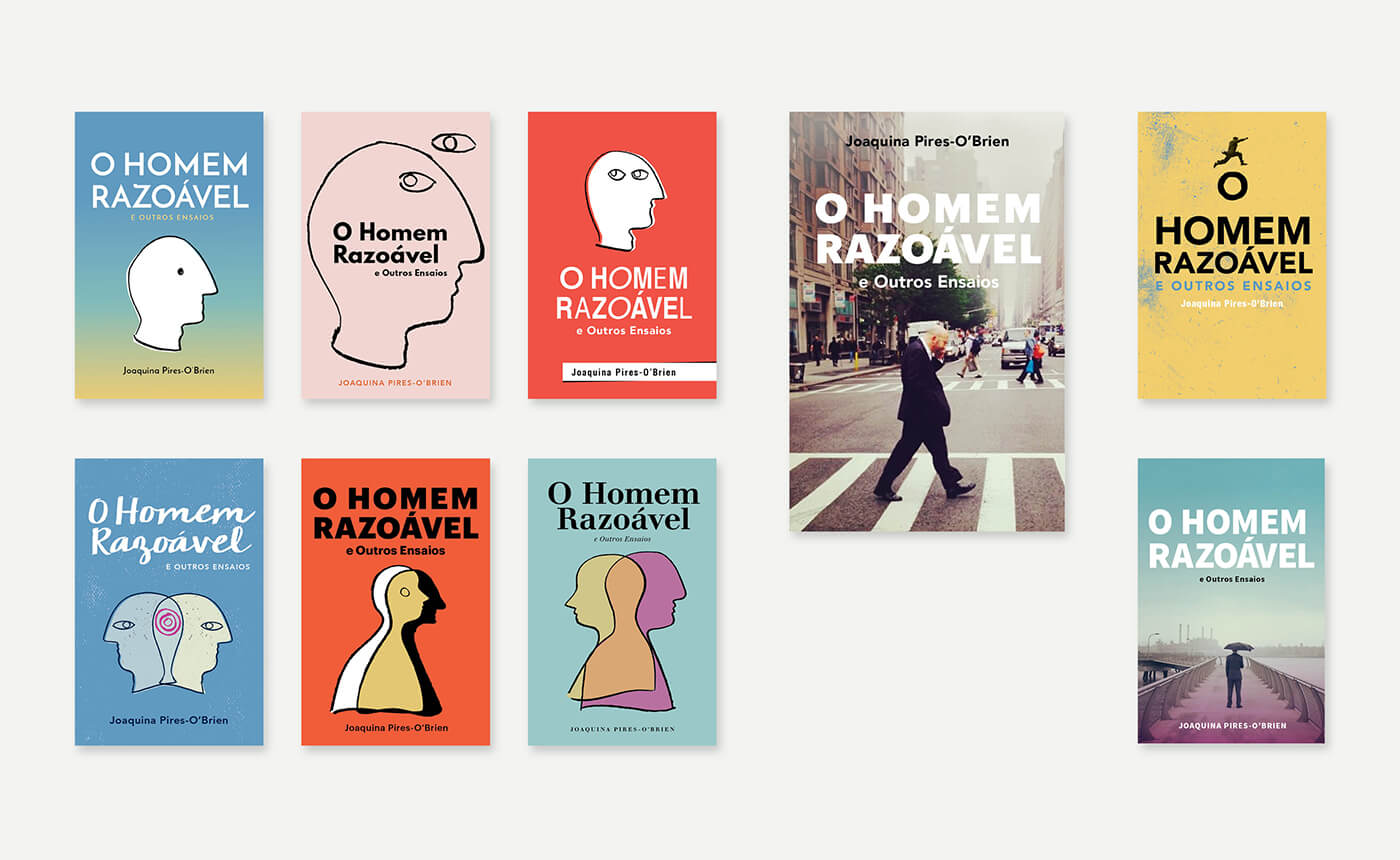 O HOMEM
RAZOÁVEL
E OUTROS ENSAIOS
Joaquina Pires-O'Brien
O Homem
Razoável
e Outros Ensaios
JOAQUINA PIRES-O'BRIEN
O HOMEM
RAZOÁVEL
e Outros Ensaios
Joaquina Pires-O'Brien
Joaquina Pires-O'Brien
O HOMEM
RAZOÁVEL
e Outros Ensaios
O
HOMEM
RAZOÁVEL
E OUTROS ENSAIOS
Joaquina Pires-O'Brien
O Homem
Razoável
E OUTROS ENSAIOS
Joaquina Pires-O'Brien
O HOMEM
RAZOÁVEL
e Outros Ensaios
Joaquina Pires-O'Brien
O Homem
Razoável
e Outros Ensaios
JOAQUINA PIRES-O'BRIEN
O HOMEM
RAZOÁVEL
e Outros Ensaios
JOAQUINA PIRES-O'BRIEN